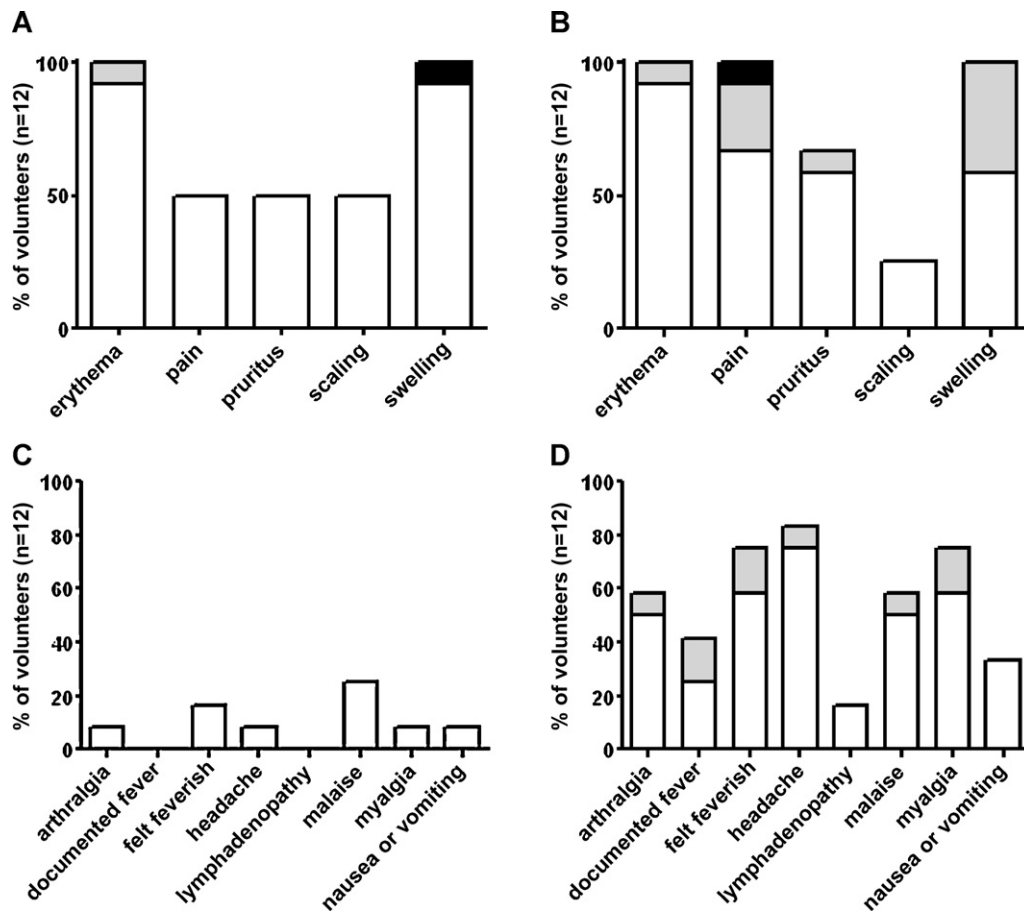 A
% of volunteers (n=12)
100
50
0
erythema
pain
pruritus
scaling
swelling
B
% of volunteers (n=12)
100
50
0
erythema
pain
pruritus
scaling
swelling
C
% of volunteers (n=12)
100
80
60
40
20
0
arthralgia
documented fever
felt feverish
headache
lymphadenopathy
malaise
myalgia
nausea or vomiting
D
% of volunteers (n=12)
100
80
60
40
20
0
arthralgia
documented fever
felt feverish
headache
lymphadenopathy
malaise
myalgia
nausea or vomiting